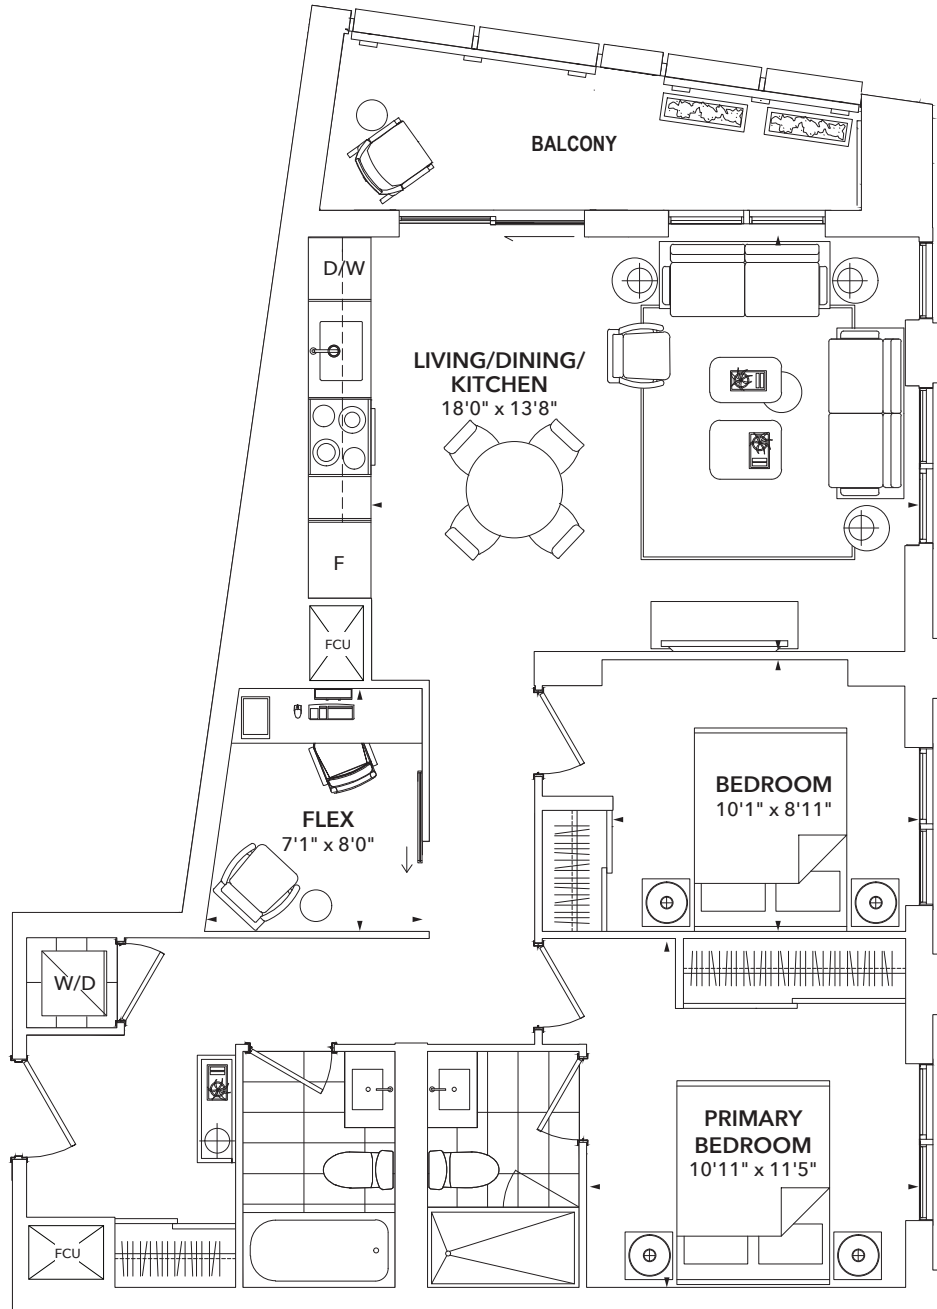 BALCONY
D/W
LIVING/DINING/
KITCHEN
18'0" x 13'8"
F
FCU
BEDROOM
10'1" x 8'11"
FLEX
7'1" x 8'0"
W/D
PRIMARY
BEDROOM
10'11" x 11'5"
FCU